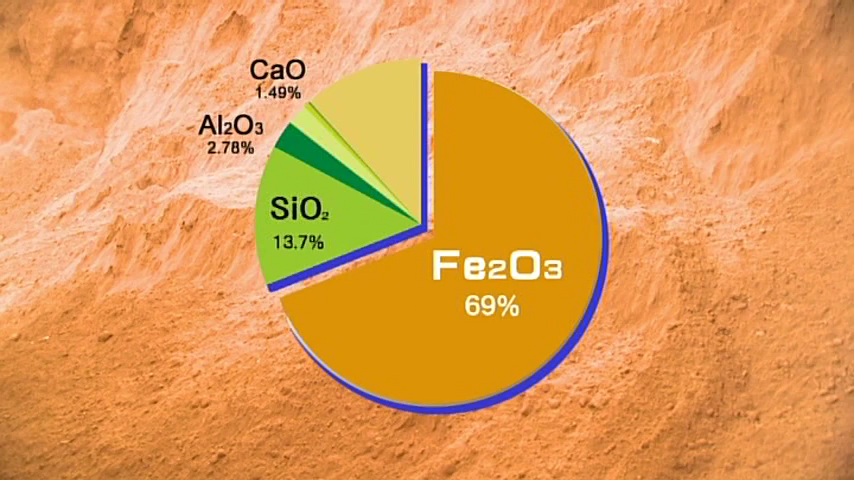 CaO
1.49%
Al₂O₃
2.78%
SiO₂
13.7%
Fe₂O₃
69%